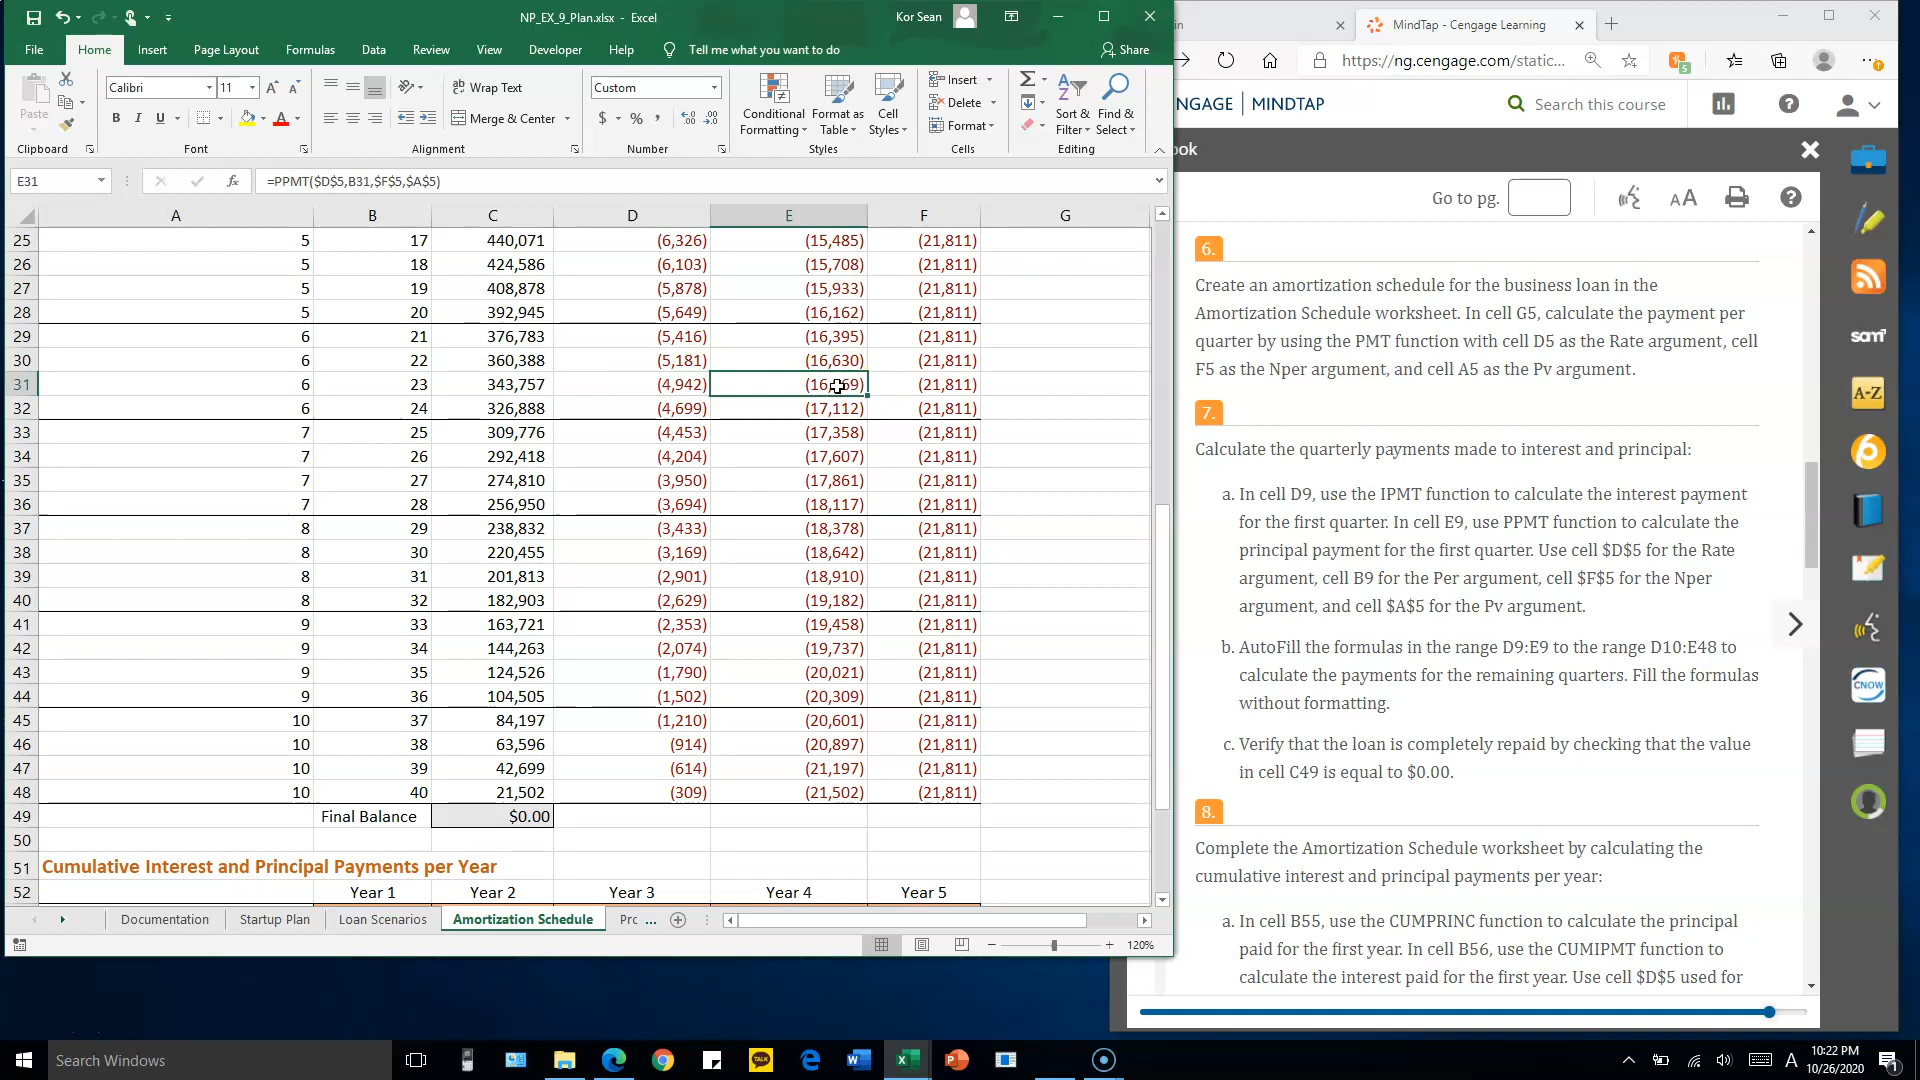 NP_EX_9_Plan.xlsx - Excel
Kor Sean
File Home Insert Page Layout Formulas Data Review View Developer Help Tell me what you want to do Share
Paste
Calibri 11
Wrap Text
Merge & Center
Custom
Conditional Formatting
Format as Table
Cell Styles
Insert
Delete
Format
Sort & Filter
Find & Select
Clipboard Font Alignment Number Styles Cells Editing
E31 fx =PPMT($D$5,B31,$F$5,$A$5)
A B C D E F G
25 5 17 440,071 (6,326) (15,485) (21,811)
26 5 18 424,586 (6,103) (15,708) (21,811)
27 5 19 408,878 (5,878) (15,933) (21,811)
28 5 20 392,945 (5,649) (16,162) (21,811)
29 6 21 376,783 (5,416) (16,395) (21,811)
30 6 22 360,388 (5,181) (16,630) (21,811)
31 6 23 343,757 (4,942) (21,811)
32 6 24 326,888 (4,699) (17,112) (21,811)
33 7 25 309,776 (4,453) (17,358) (21,811)
34 7 26 292,418 (4,204) (17,607) (21,811)
35 7 27 274,810 (3,950) (17,861) (21,811)
36 7 28 256,950 (3,694) (18,117) (21,811)
37 8 29 238,832 (3,433) (18,378) (21,811)
38 8 30 220,455 (3,169) (18,642) (21,811)
39 8 31 201,813 (2,901) (18,910) (21,811)
40 8 32 182,903 (2,629) (19,182) (21,811)
41 9 33 163,721 (2,353) (19,458) (21,811)
42 9 34 144,263 (2,074) (19,737) (21,811)
43 9 35 124,526 (1,790) (20,021) (21,811)
44 9 36 104,505 (1,502) (20,309) (21,811)
45 10 37 84,197 (1,210) (20,601) (21,811)
46 10 38 63,596 (914) (20,897) (21,811)
47 10 39 42,699 (614) (21,197) (21,811)
48 10 40 21,502 (309) (21,502) (21,811)
49 Final Balance $0.00
50
51 Cumulative Interest and Principal Payments per Year
52 Year 1 Year 2 Year 3 Year 4 Year 5
Documentation Startup Plan Loan Scenarios Amortization Schedule Prc ...
120%
in
MindTap - Cengage Learning
https://ng.cengage.com/static...
5
NGAGE | MINDTAP
Search this course
ook
Go to pg.
AA
6.
Create an amortization schedule for the business loan in the
Amortization Schedule worksheet. In cell G5, calculate the payment per
quarter by using the PMT function with cell D5 as the Rate argument, cell
F5 as the Nper argument, and cell A5 as the Pv argument.
7.
Calculate the quarterly payments made to interest and principal:
a. In cell D9, use the IPMT function to calculate the interest payment
for the first quarter. In cell E9, use PPMT function to calculate the
principal payment for the first quarter. Use cell $D$5 for the Rate
argument, cell B9 for the Per argument, cell $F$5 for the Nper
argument, and cell $A$5 for the Pv argument.
b. AutoFill the formulas in the range D9:E9 to the range D10:E48 to
calculate the payments for the remaining quarters. Fill the formulas
without formatting.
c. Verify that the loan is completely repaid by checking that the value
in cell C49 is equal to $0.00.
8.
Complete the Amortization Schedule worksheet by calculating the
cumulative interest and principal payments per year:
a. In cell B55, use the CUMPRINC function to calculate the principal
paid for the first year. In cell B56, use the CUMIPMT function to
calculate the interest paid for the first year. Use cell $D$5 used for
sam
A-Z
CNOW
Search Windows
TALK
A
10:22 PM
10/26/2020
1